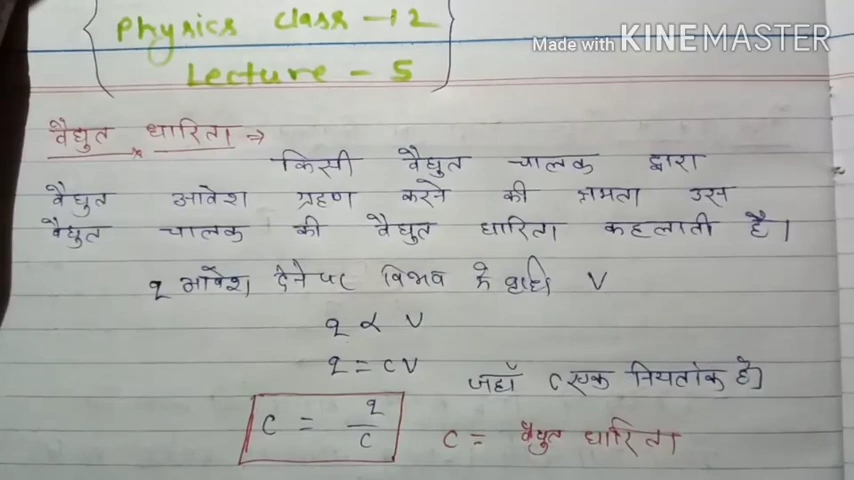 Physics Class -12
Made with KINEMASTER
Lecture - 5
वैद्युत धारिता ⇒
किसी वैद्युत चालक द्वारा
वैद्युत आवेश ग्रहण करने की क्षमता उस
वैद्युत चालक की वैद्युत धारिता कहलाती है।
q आवेश देने पर विभव मे वृद्धि V
q ∝ V
q = CV
जहाँ C एक नियतांक है]
C = q/C
C = वैद्युत धारिता